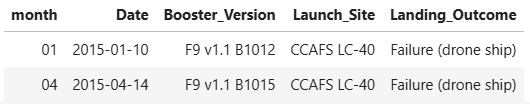 month Date Booster_Version Launch_Site Landing_Outcome
01 2015-01-10 F9 v1.1 B1012 CCAFS LC-40 Failure (drone ship)
04 2015-04-14 F9 v1.1 B1015 CCAFS LC-40 Failure (drone ship)